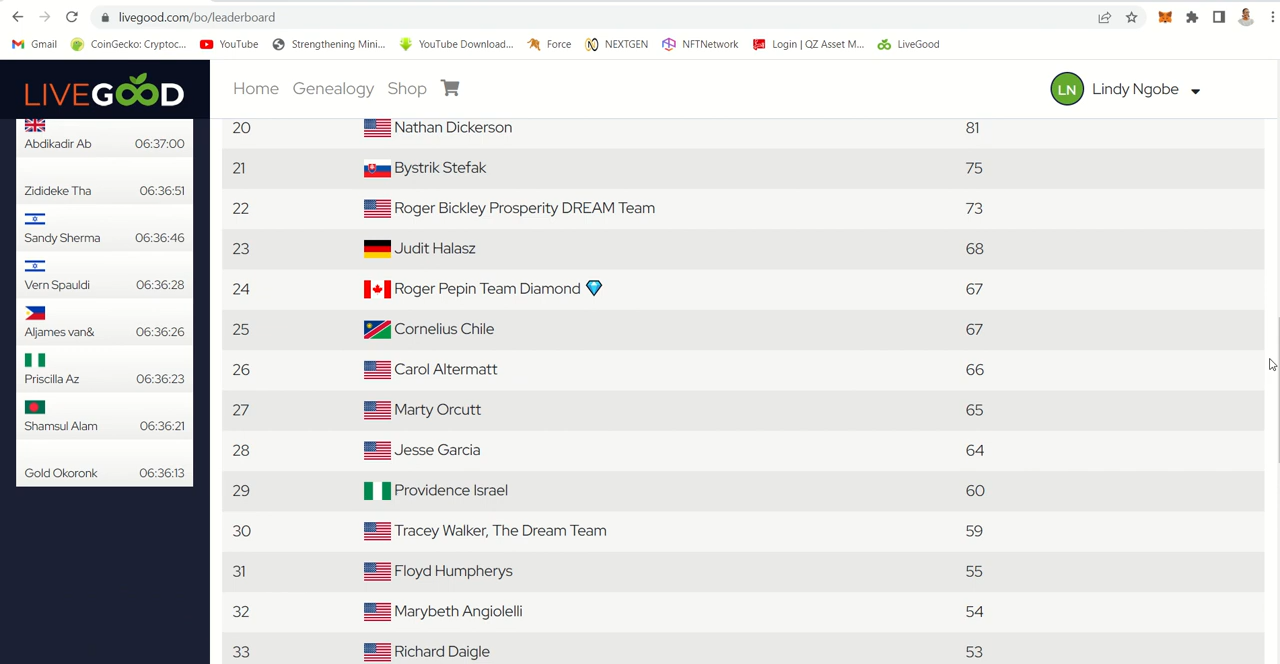 livegood.com/bo/leaderboard
Gmail CoinGecko: Cryptoc... YouTube Strengthening Mini... YouTube Download... Force NEXTGEN NFTNetwork Login | QZ Asset M... LiveGood
LIVEGOOD Home Genealogy Shop LN Lindy Ngobe
Abdikadir Ab 06:37:00
Zidideke Tha 06:36:51
Sandy Sherma 06:36:46
Vern Spauldi 06:36:28
Aljames van& 06:36:26
Priscilla Az 06:36:23
Shamsul Alam 06:36:21
Gold Okoronk 06:36:13
20 Nathan Dickerson 81
21 Bystrik Stefak 75
22 Roger Bickley Prosperity DREAM Team 73
23 Judit Halasz 68
24 Roger Pepin Team Diamond 67
25 Cornelius Chile 67
26 Carol Altermatt 66
27 Marty Orcutt 65
28 Jesse Garcia 64
29 Providence Israel 60
30 Tracey Walker, The Dream Team 59
31 Floyd Humpherys 55
32 Marybeth Angiolelli 54
33 Richard Daigle 53